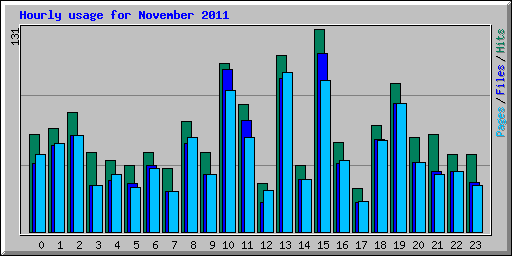 Hourly usage for November 2011
131
Pages/Files/Hits
0 1 2 3 4 5 6 7 8 9 10 11 12 13 14 15 16 17 18 19 20 21 22 23